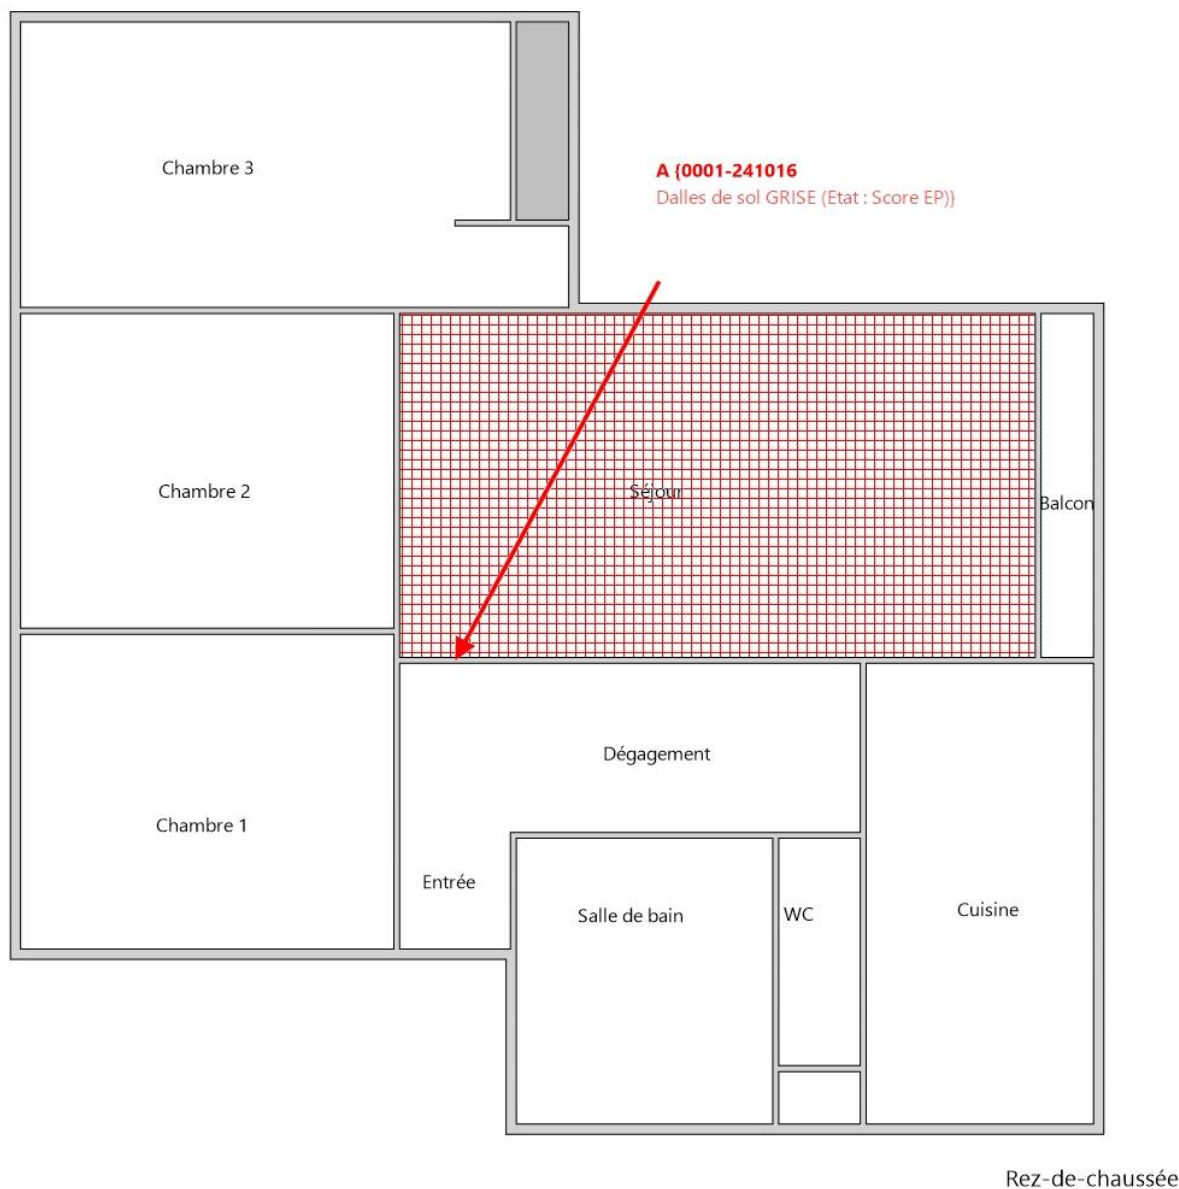 Chambre 3
A {0001-241016
Dalles de sol GRISE (Etat : Score EP)}
Chambre 2
Séjour
Balcon
Dégagement
Chambre 1
Entrée
Salle de bain
WC
Cuisine
Rez-de-chaussée